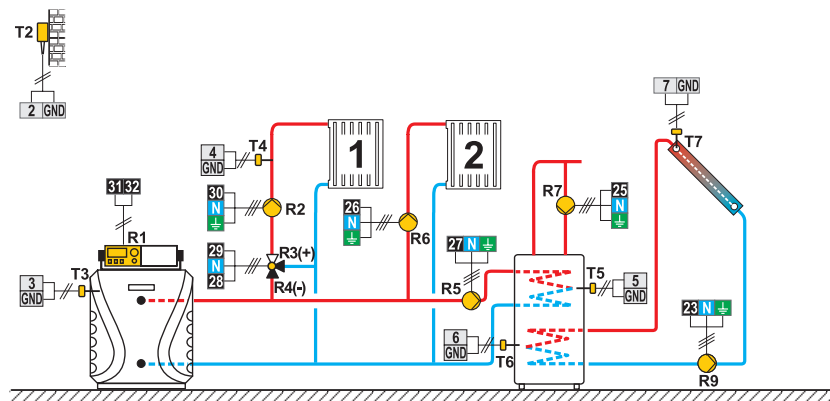 T2
2 GND
7 GND
T7
4
GND
T4
1
2
31 32
R1
30
N
R2
26
N
R6
R7
25
N
29
N
28
R3(+)
R4(-)
27 N
R5
T5
5
GND
3
GND
T3
6
GND
T6
23 N
R9